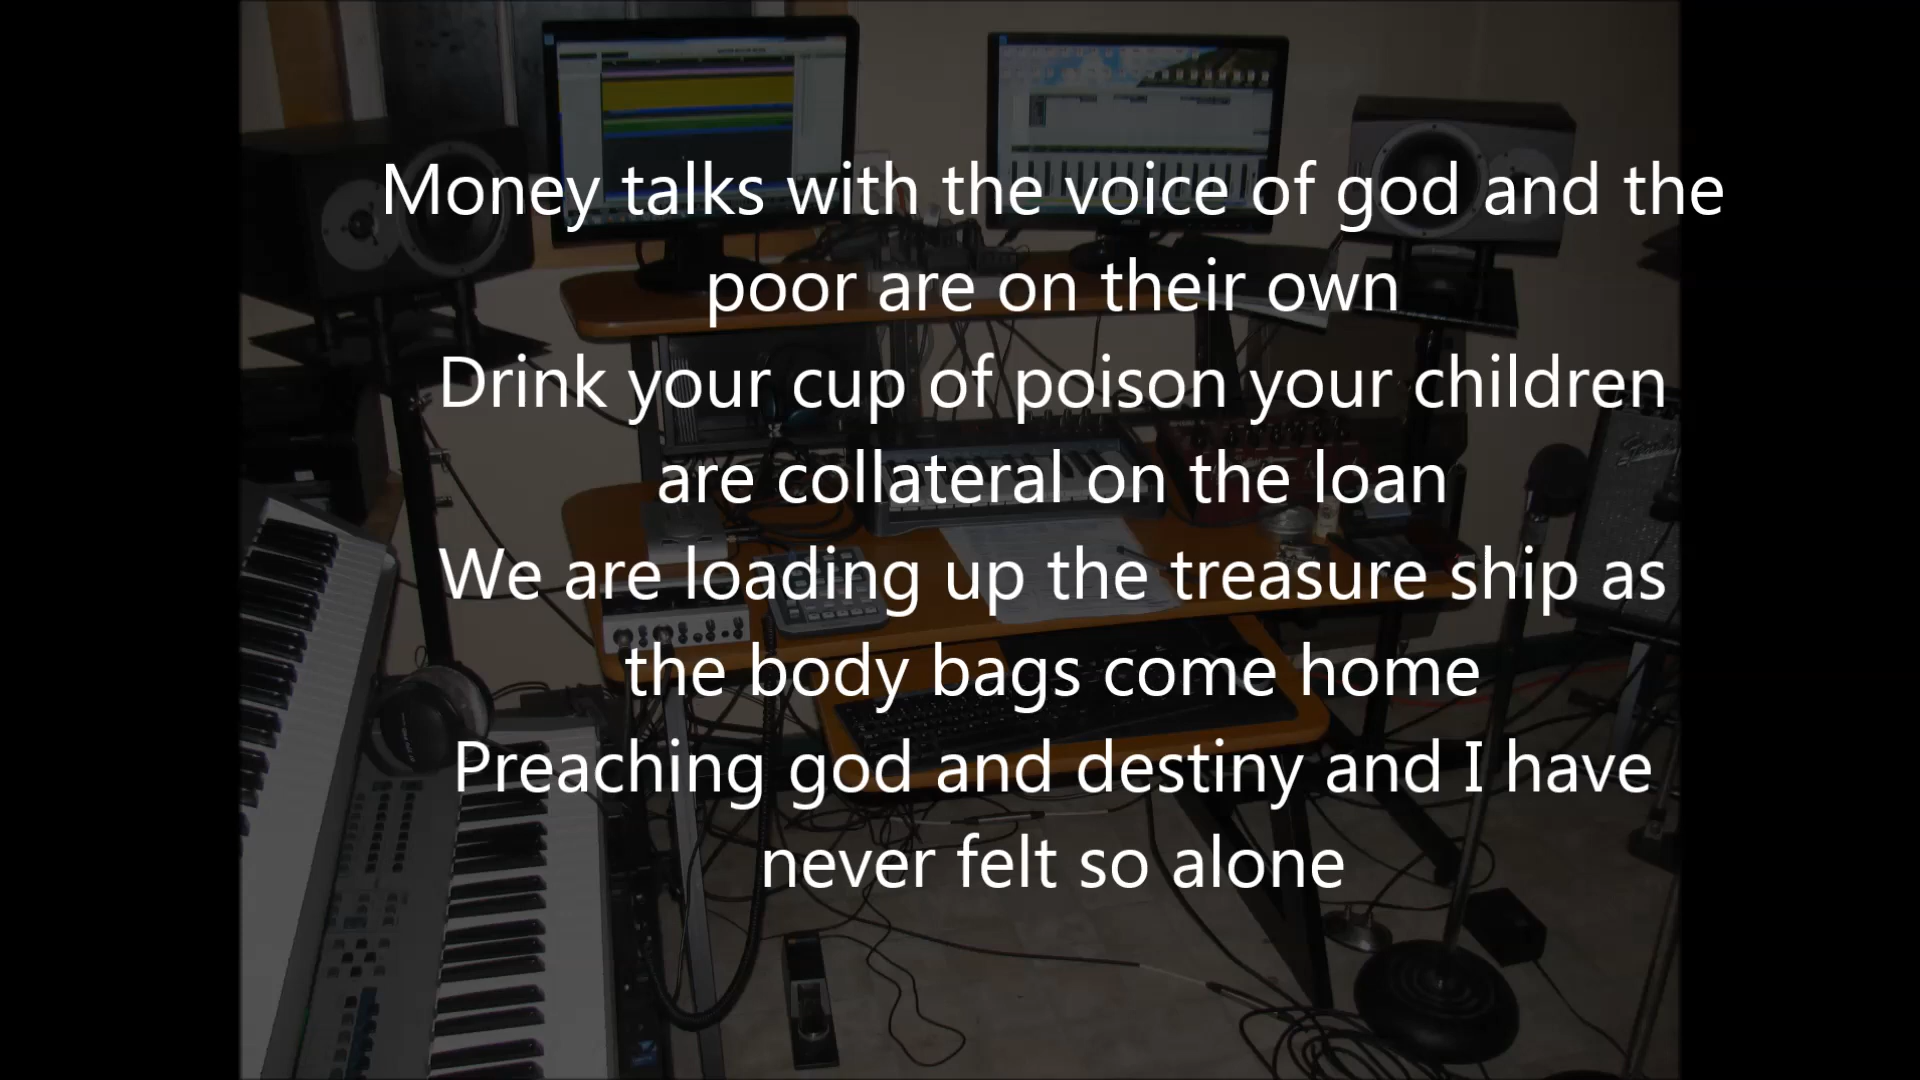 Money talks with the voice of god and the
poor are on their own
Drink your cup of poison your children
are collateral on the loan
We are loading up the treasure ship as
the body bags come home
Preaching god and destiny and I have
never felt so alone